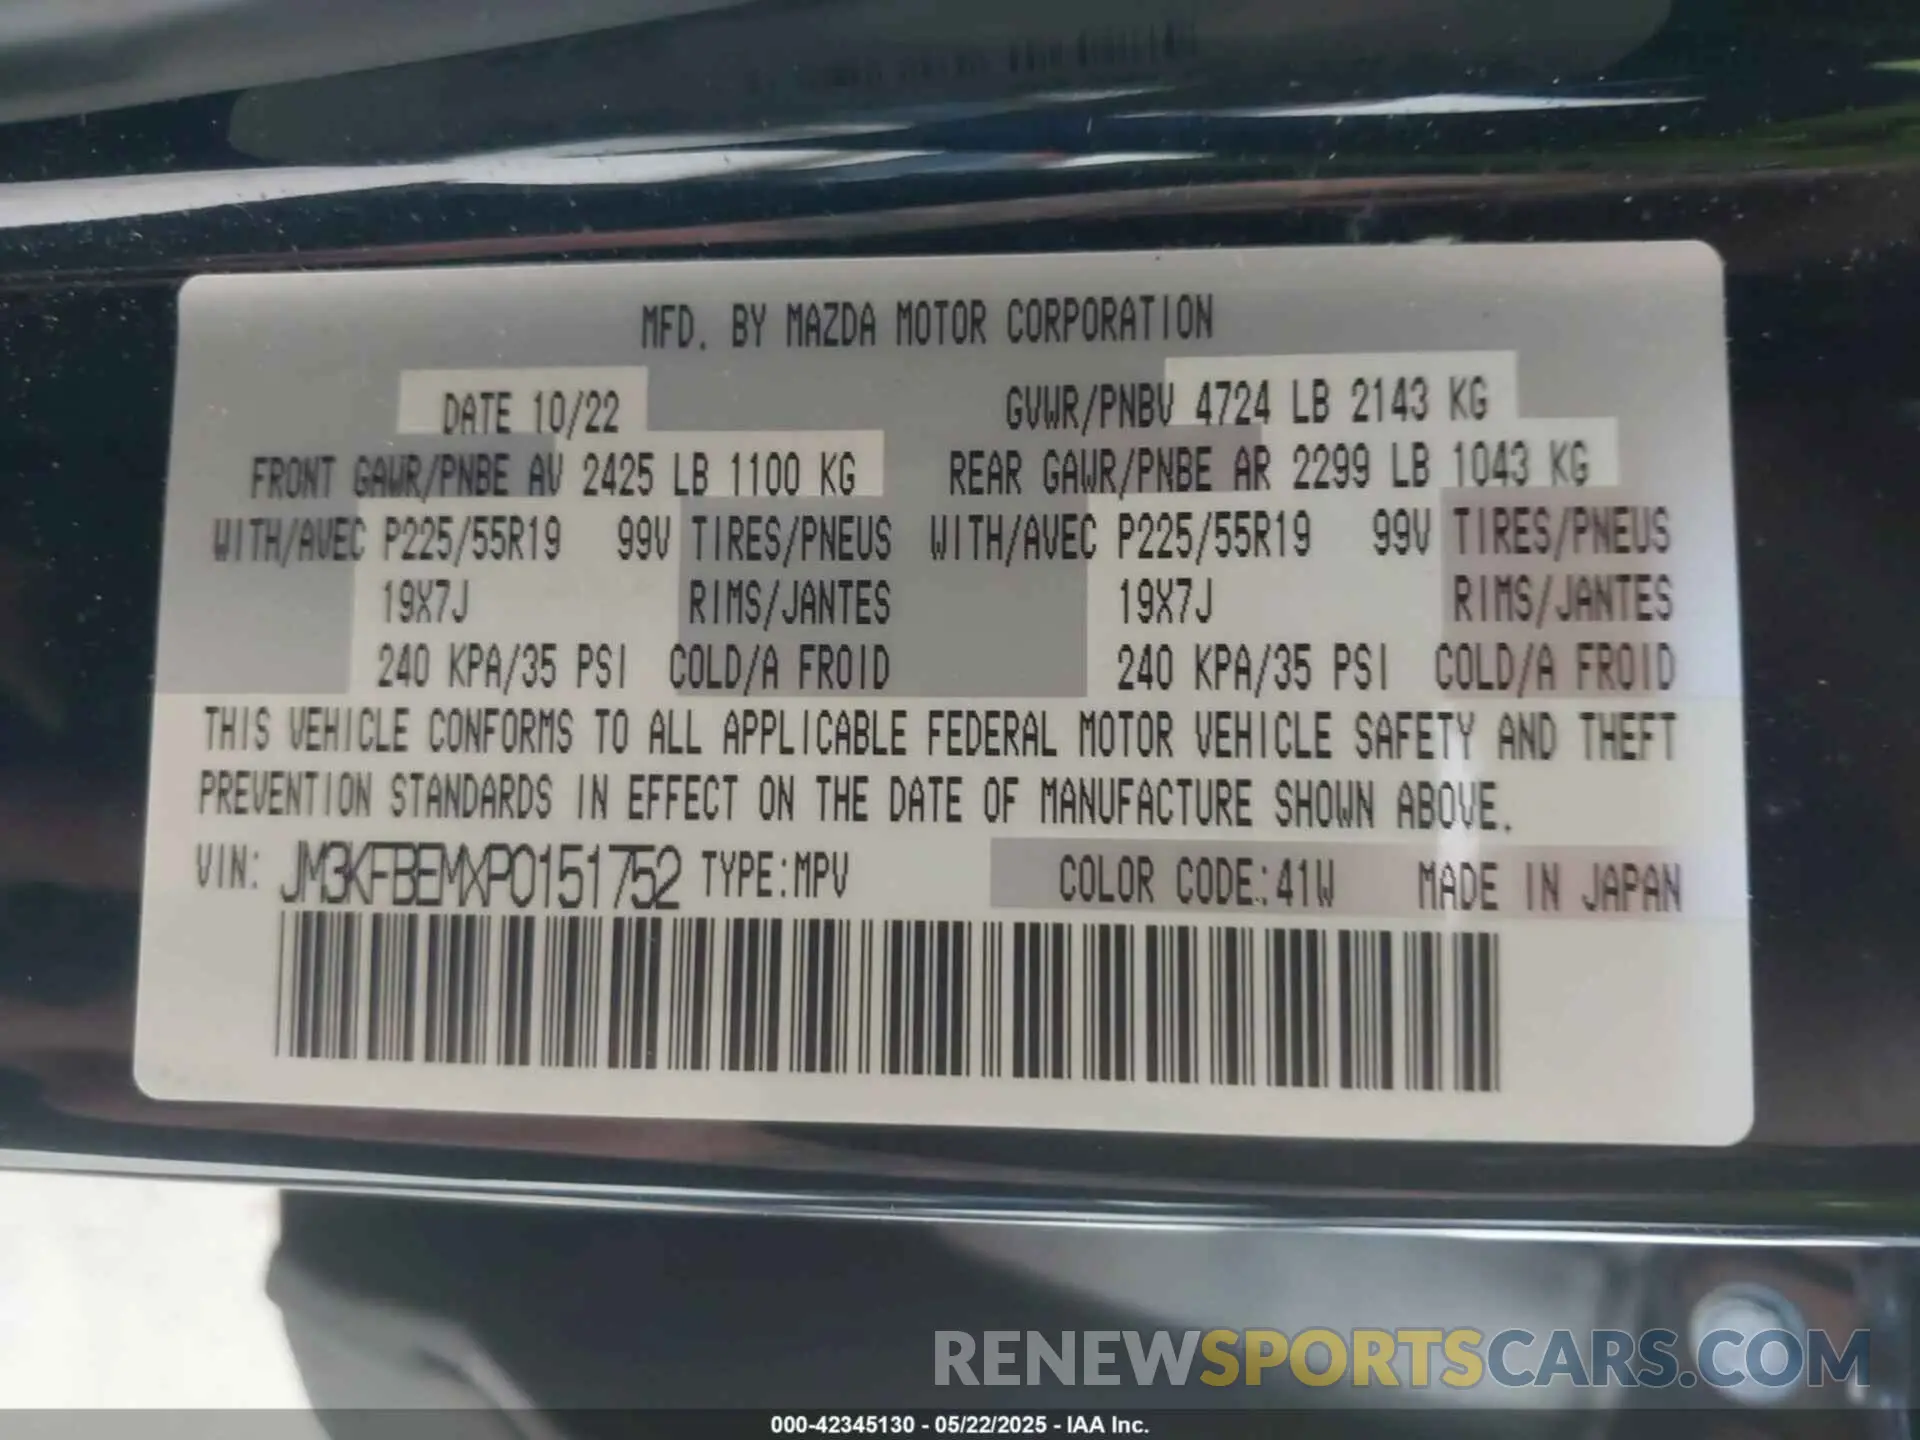 MFD. BY MAZDA MOTOR CORPORATION
DATE 10/22 GVWR/PNBV 4724 LB 2143 KG
FRONT GAWR/PNBE AV 2425 LB 1100 KG REAR GAWR/PNBE AR 2299 LB 1043 KG
WITH/AVEC P225/55R19 99V TIRES/PNEUS WITH/AVEC P225/55R19 99V TIRES/PNEUS
19X7J RIMS/JANTES 19X7J RIMS/JANTES
240 KPA/35 PSI COLD/A FROID 240 KPA/35 PSI COLD/A FROID
THIS VEHICLE CONFORMS TO ALL APPLICABLE FEDERAL MOTOR VEHICLE SAFETY AND THEFT
PREVENTION STANDARDS IN EFFECT ON THE DATE OF MANUFACTURE SHOWN ABOVE.
VIN: JM3KFBEMXP0151752 TYPE:MPV COLOR CODE:41W MADE IN JAPAN
RENEWSPORTSCARS.COM
000-42345130 - 05/22/2025 - IAA Inc.